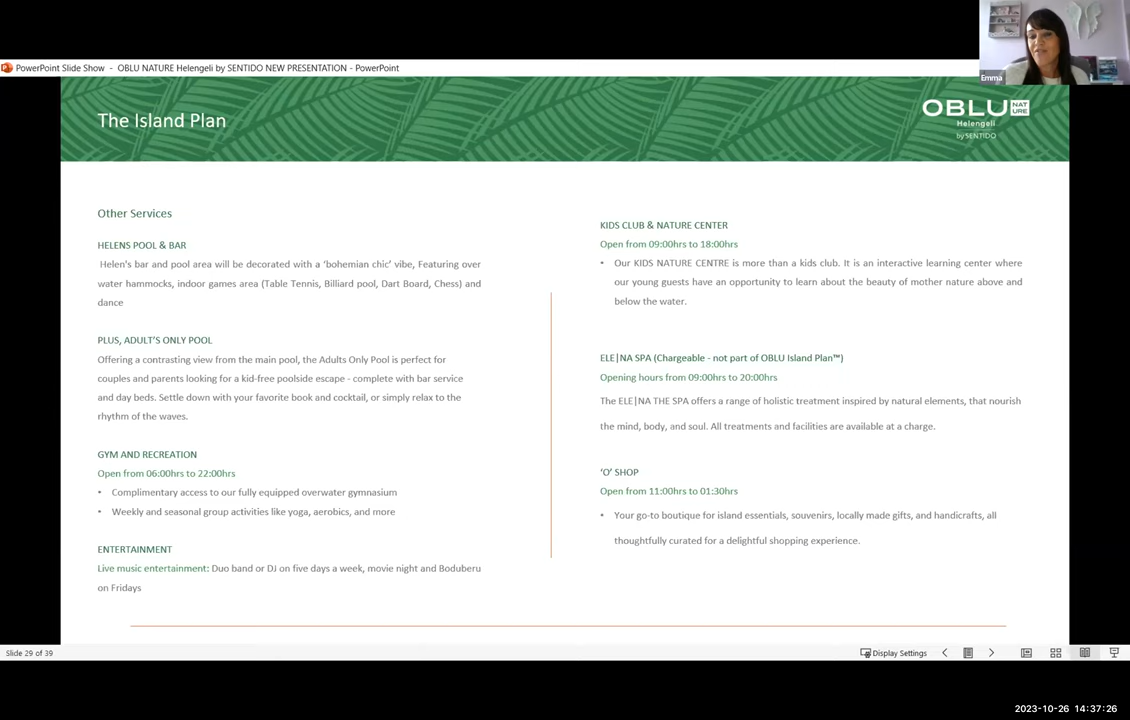 PowerPoint Slide Show - OBLU NATURE Helengeli by SENTIDO NEW PRESENTATION - PowerPoint
Emma
The Island Plan
OBLU NAT URE
Helengeli
by SENTIDO
Other Services
HELENS POOL & BAR
Helen's bar and pool area will be decorated with a ‘bohemian chic’ vibe, Featuring over
water hammocks, indoor games area (Table Tennis, Billiard pool, Dart Board, Chess) and
dance
PLUS, ADULT’S ONLY POOL
Offering a contrasting view from the main pool, the Adults Only Pool is perfect for
couples and parents looking for a kid-free poolside escape - complete with bar service
and day beds. Settle down with your favorite book and cocktail, or simply relax to the
rhythm of the waves.
GYM AND RECREATION
Open from 06:00hrs to 22:00hrs
• Complimentary access to our fully equipped overwater gymnasium
• Weekly and seasonal group activities like yoga, aerobics, and more
ENTERTAINMENT
Live music entertainment: Duo band or DJ on five days a week, movie night and Boduberu
on Fridays
KIDS CLUB & NATURE CENTER
Open from 09:00hrs to 18:00hrs
• Our KIDS NATURE CENTRE is more than a kids club. It is an interactive learning center where
our young guests have an opportunity to learn about the beauty of mother nature above and
below the water.
ELE|NA SPA (Chargeable - not part of OBLU Island Plan™)
Opening hours from 09:00hrs to 20:00hrs
The ELE|NA THE SPA offers a range of holistic treatment inspired by natural elements, that nourish
the mind, body, and soul. All treatments and facilities are available at a charge.
‘O’ SHOP
Open from 11:00hrs to 01:30hrs
• Your go-to boutique for island essentials, souvenirs, locally made gifts, and handicrafts, all
thoughtfully curated for a delightful shopping experience.
Slide 29 of 39
Display Settings
2023-10-26 14:37:26